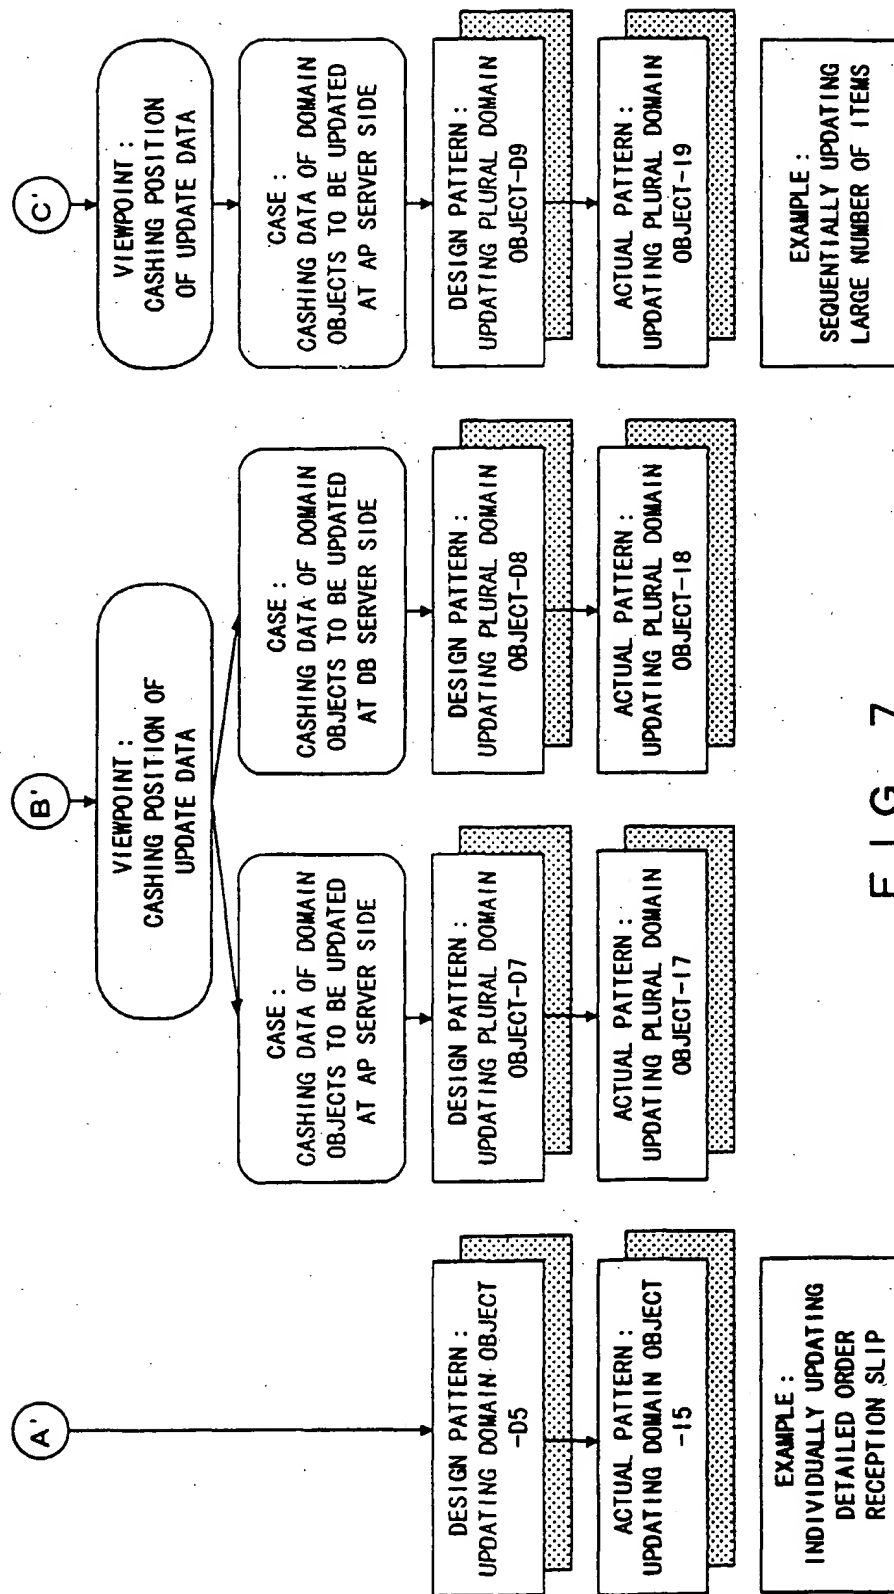 A'
DESIGN PATTERN :
UPDATING DOMAIN OBJECT
-D5
ACTUAL PATTERN :
UPDATING DOMAIN OBJECT
-I5
EXAMPLE :
INDIVIDUALLY UPDATING
DETAILED ORDER
RECEPTION SLIP
B'
VIEWPOINT :
CASHING POSITION OF
UPDATE DATA
CASE :
CASHING DATA OF DOMAIN
OBJECTS TO BE UPDATED
AT AP SERVER SIDE
DESIGN PATTERN :
UPDATING PLURAL DOMAIN
OBJECT-D7
ACTUAL PATTERN :
UPDATING PLURAL DOMAIN
OBJECT-I7
CASE :
CASHING DATA OF DOMAIN
OBJECTS TO BE UPDATED
AT DB SERVER SIDE
DESIGN PATTERN :
UPDATING PLURAL DOMAIN
OBJECT-D8
ACTUAL PATTERN :
UPDATING PLURAL DOMAIN
OBJECT-I8
C'
VIEWPOINT :
CASHING POSITION
OF UPDATE DATA
CASE :
CASHING DATA OF DOMAIN
OBJECTS TO BE UPDATED
AT AP SERVER SIDE
DESIGN PATTERN :
UPDATING PLURAL DOMAIN
OBJECT-D9
ACTUAL PATTERN :
UPDATING PLURAL DOMAIN
OBJECT-I9
EXAMPLE :
SEQUENTIALLY UPDATING
LARGE NUMBER OF ITEMS
FIG. 7